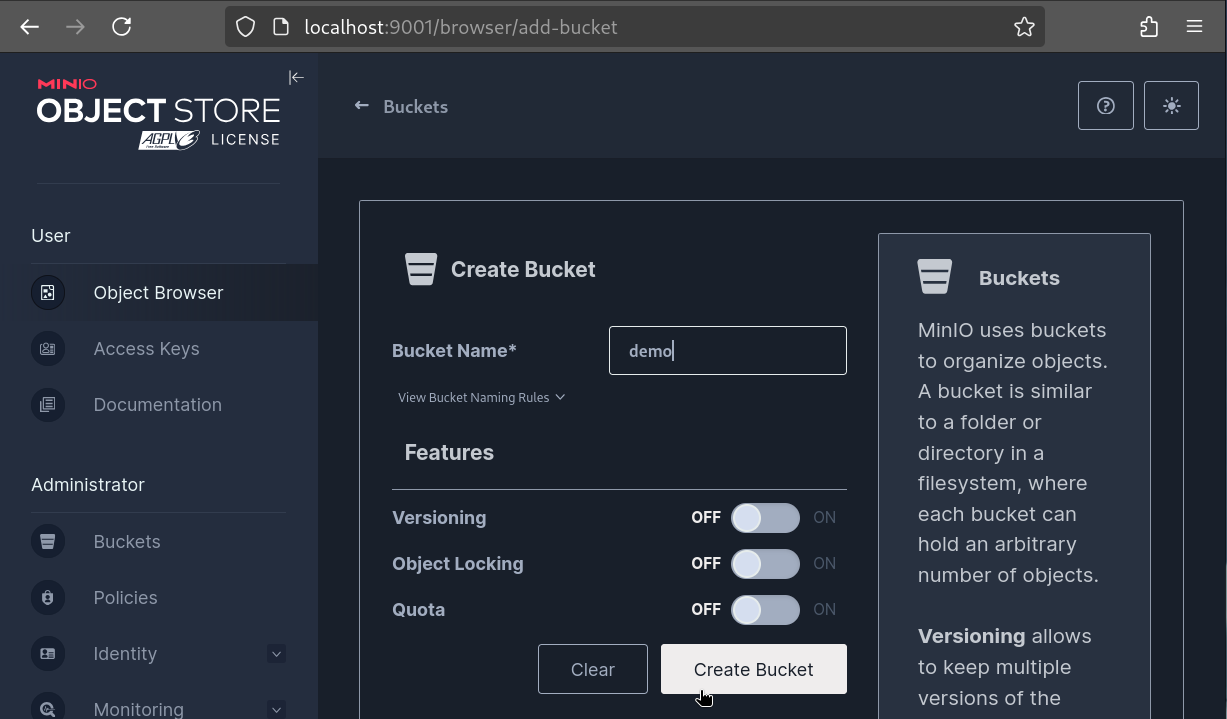 localhost:9001/browser/add-bucket
MINIO
OBJECT STORE
AGPLv3 LICENSE
Free Software
Buckets
User
Object Browser
Access Keys
Documentation
Administrator
Buckets
Policies
Identity
Monitoring
Create Bucket
Bucket Name*
demo
View Bucket Naming Rules
Features
Versioning OFF ON
Object Locking OFF ON
Quota OFF ON
Clear Create Bucket
Buckets
MinIO uses buckets
to organize objects.
A bucket is similar
to a folder or
directory in a
filesystem, where
each bucket can
hold an arbitrary
number of objects.
Versioning allows
to keep multiple
versions of the